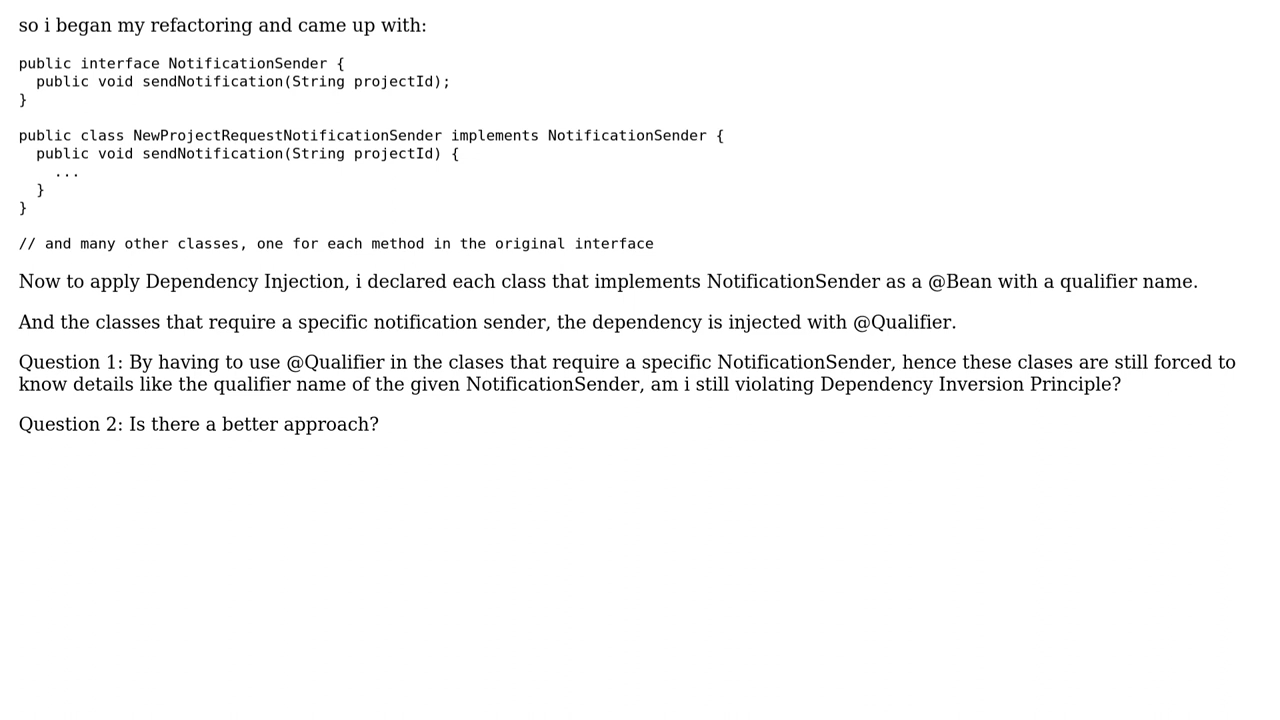 so i began my refactoring and came up with:
public interface NotificationSender {
  public void sendNotification(String projectId);
}
public class NewProjectRequestNotificationSender implements NotificationSender {
  public void sendNotification(String projectId) {
    ...
  }
}
// and many other classes, one for each method in the original interface
Now to apply Dependency Injection, i declared each class that implements NotificationSender as a @Bean with a qualifier name.
And the classes that require a specific notification sender, the dependency is injected with @Qualifier.
Question 1: By having to use @Qualifier in the clases that require a specific NotificationSender, hence these clases are still forced to
know details like the qualifier name of the given NotificationSender, am i still violating Dependency Inversion Principle?
Question 2: Is there a better approach?